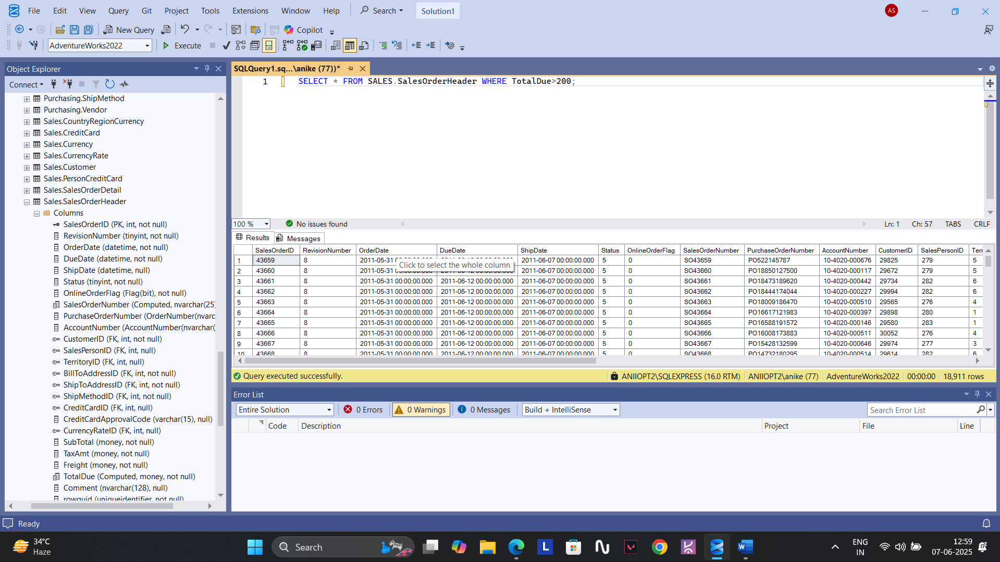 File Edit View Query Git Project Tools Extensions Window Help Search Solution1 AS
New Query Copilot
AdventureWorks2022 Execute
Object Explorer
Connect
Purchasing.ShipMethod
Purchasing.Vendor
Sales.CountryRegionCurrency
Sales.CreditCard
Sales.Currency
Sales.CurrencyRate
Sales.Customer
Sales.PersonCreditCard
Sales.SalesOrderDetail
Sales.SalesOrderHeader
Columns
SalesOrderID (PK, int, not null)
RevisionNumber (tinyint, not null)
OrderDate (datetime, not null)
DueDate (datetime, not null)
ShipDate (datetime, null)
Status (tinyint, not null)
OnlineOrderFlag (Flag(bit), not null)
SalesOrderNumber (Computed, nvarchar(25)
PurchaseOrderNumber (OrderNumber(nvarc
AccountNumber (AccountNumber(nvarchar(
CustomerID (FK, int, not null)
SalesPersonID (FK, int, null)
TerritoryID (FK, int, null)
BillToAddressID (FK, int, not null)
ShipToAddressID (FK, int, not null)
ShipMethodID (FK, int, not null)
CreditCardID (FK, int, null)
CreditCardApprovalCode (varchar(15), null)
CurrencyRateID (FK, int, null)
SubTotal (money, not null)
TaxAmt (money, not null)
Freight (money, not null)
TotalDue (Computed, money, not null)
Comment (nvarchar(128), null)
rowguid (uniqueidentifier, not null)
SQLQuery1.sq...\anike (77))*
1 SELECT * FROM SALES.SalesOrderHeader WHERE TotalDue>200;
100 % No issues found Ln: 1 Ch: 57 TABS CRLF
Results Messages
SalesOrderID RevisionNumber OrderDate DueDate ShipDate Status OnlineOrderFlag SalesOrderNumber PurchaseOrderNumber AccountNumber CustomerID SalesPersonID Terr
1 43659 8 2011-05-31 2011-06-07 00:00:00.000 5 0 SO43659 PO522145787 10-4020-000676 29825 279 5
Click to select the whole column
2 43660 8 2011-05-31 2011-06-07 00:00:00.000 5 0 SO43660 PO18850127500 10-4020-000117 29672 279 5
3 43661 8 2011-05-31 00:00:00.000 2011-06-12 00:00:00.000 2011-06-07 00:00:00.000 5 0 SO43661 PO18473189620 10-4020-000442 29734 282 6
4 43662 8 2011-05-31 00:00:00.000 2011-06-12 00:00:00.000 2011-06-07 00:00:00.000 5 0 SO43662 PO18444174044 10-4020-000227 29994 282 6
5 43663 8 2011-05-31 00:00:00.000 2011-06-12 00:00:00.000 2011-06-07 00:00:00.000 5 0 SO43663 PO18009186470 10-4020-000510 29565 276 4
6 43664 8 2011-05-31 00:00:00.000 2011-06-12 00:00:00.000 2011-06-07 00:00:00.000 5 0 SO43664 PO16617121983 10-4020-000397 29898 280 1
7 43665 8 2011-05-31 00:00:00.000 2011-06-12 00:00:00.000 2011-06-07 00:00:00.000 5 0 SO43665 PO16588191572 10-4020-000146 29580 283 1
8 43666 8 2011-05-31 00:00:00.000 2011-06-12 00:00:00.000 2011-06-07 00:00:00.000 5 0 SO43666 PO16008173883 10-4020-000511 30052 276 4
9 43667 8 2011-05-31 00:00:00.000 2011-06-12 00:00:00.000 2011-06-07 00:00:00.000 5 0 SO43667 PO15428132599 10-4020-000646 29974 277 3
10 43668 8 2011-05-31 00:00:00.000 2011-06-12 00:00:00.000 2011-06-07 00:00:00.000 5 0 SO43668 PO14732180295 10-4020-000514 29614 282 6
Query executed successfully. ANIIOPT2\SQLEXPRESS (16.0 RTM) ANIIOPT2\anike (77) AdventureWorks2022 00:00:00 18,911 rows
Error List
Entire Solution 0 Errors 0 Warnings 0 Messages Build + IntelliSense Search Error List
Code Description Project File Line
Ready
34°C
Haze
Search
ENG
IN
12:59
07-06-2025